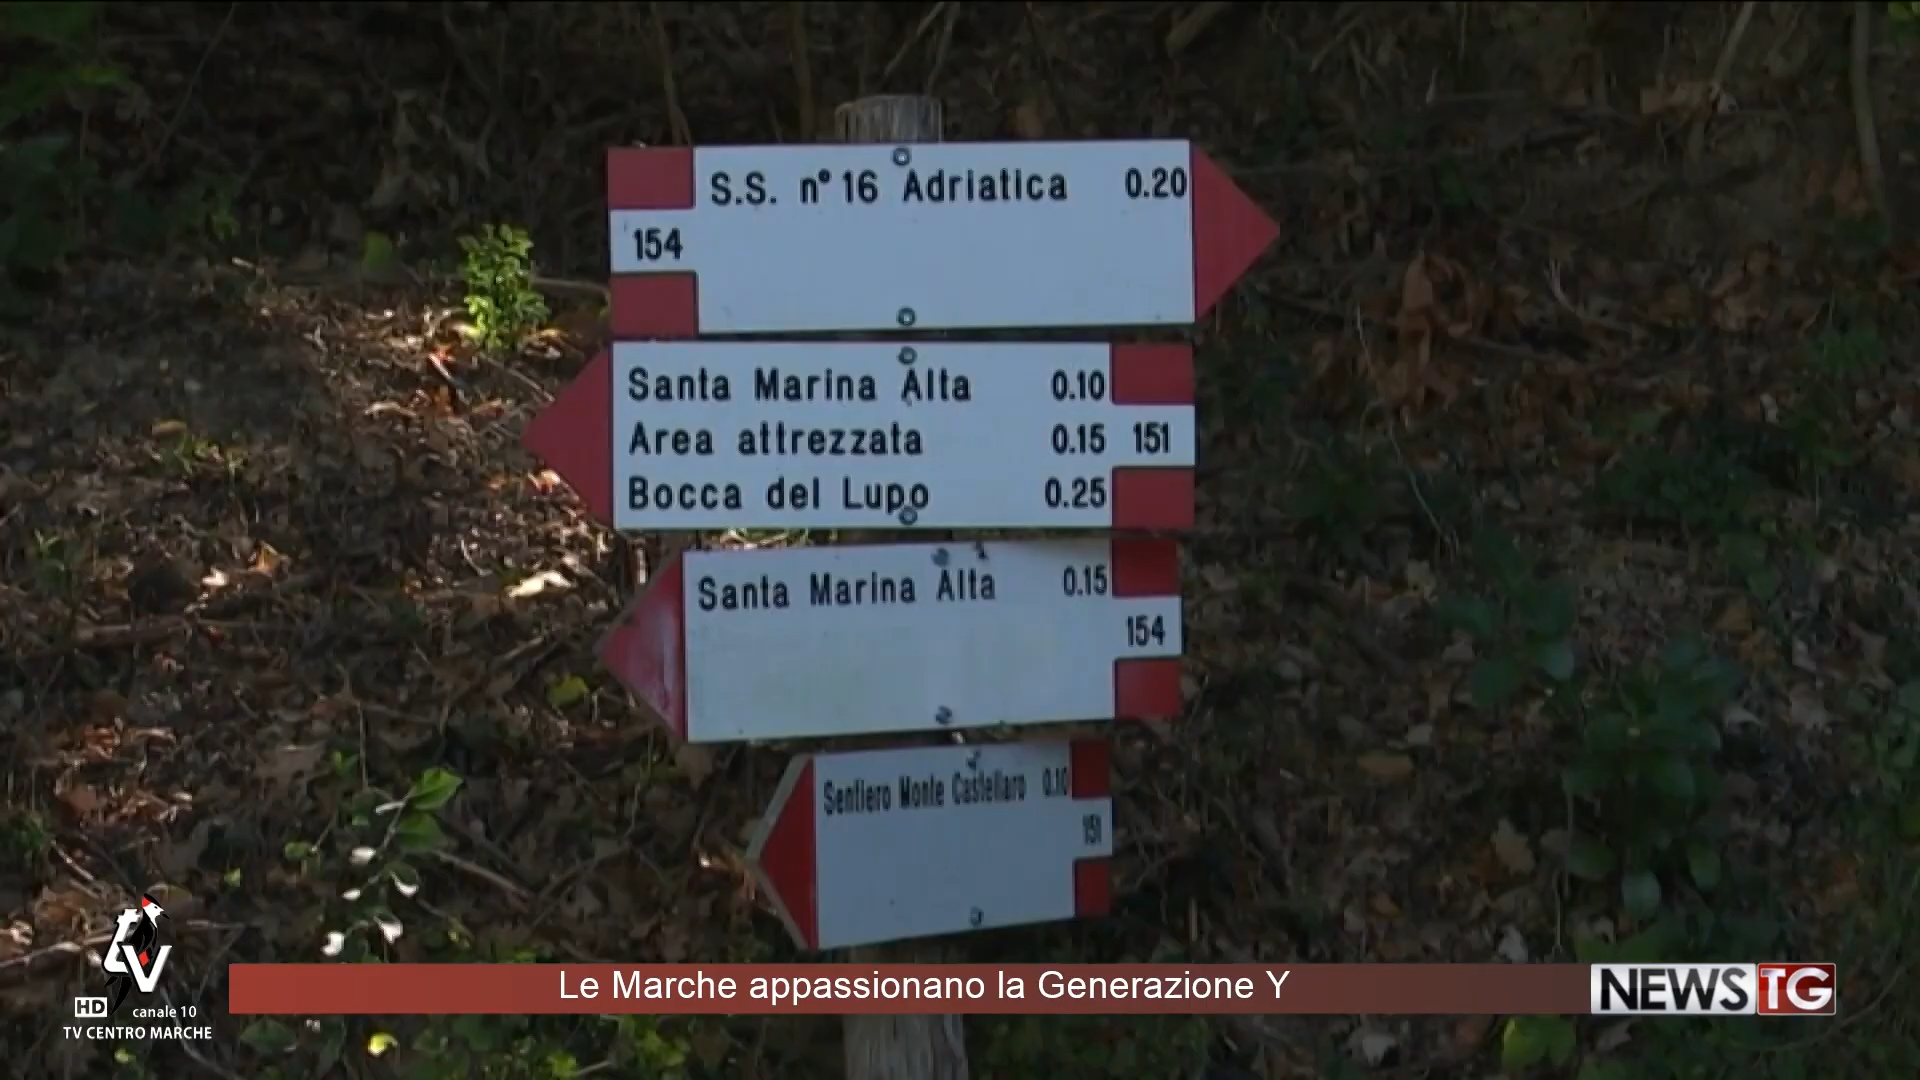 S.S. n° 16 Adriatica 0.20
154
Santa Marina Alta 0.10
Area attrezzata 0.15 151
Bocca del Lupo 0.25
Santa Marina Alta 0.15
154
Sentiero Monte Castellaro 0.10
151
Le Marche appassionano la Generazione Y
NEWS TG
TV
HD canale 10
TV CENTRO MARCHE